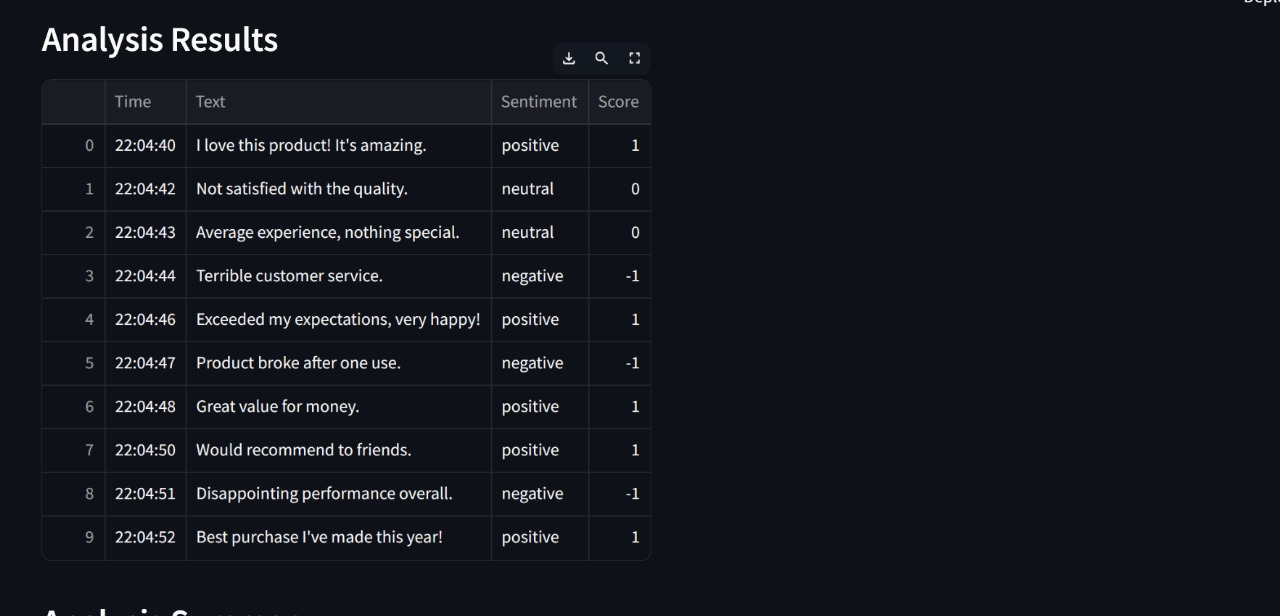 Analysis Results
Time Text Sentiment Score
0 22:04:40 I love this product! It's amazing. positive 1
1 22:04:42 Not satisfied with the quality. neutral 0
2 22:04:43 Average experience, nothing special. neutral 0
3 22:04:44 Terrible customer service. negative -1
4 22:04:46 Exceeded my expectations, very happy! positive 1
5 22:04:47 Product broke after one use. negative -1
6 22:04:48 Great value for money. positive 1
7 22:04:50 Would recommend to friends. positive 1
8 22:04:51 Disappointing performance overall. negative -1
9 22:04:52 Best purchase I've made this year! positive 1